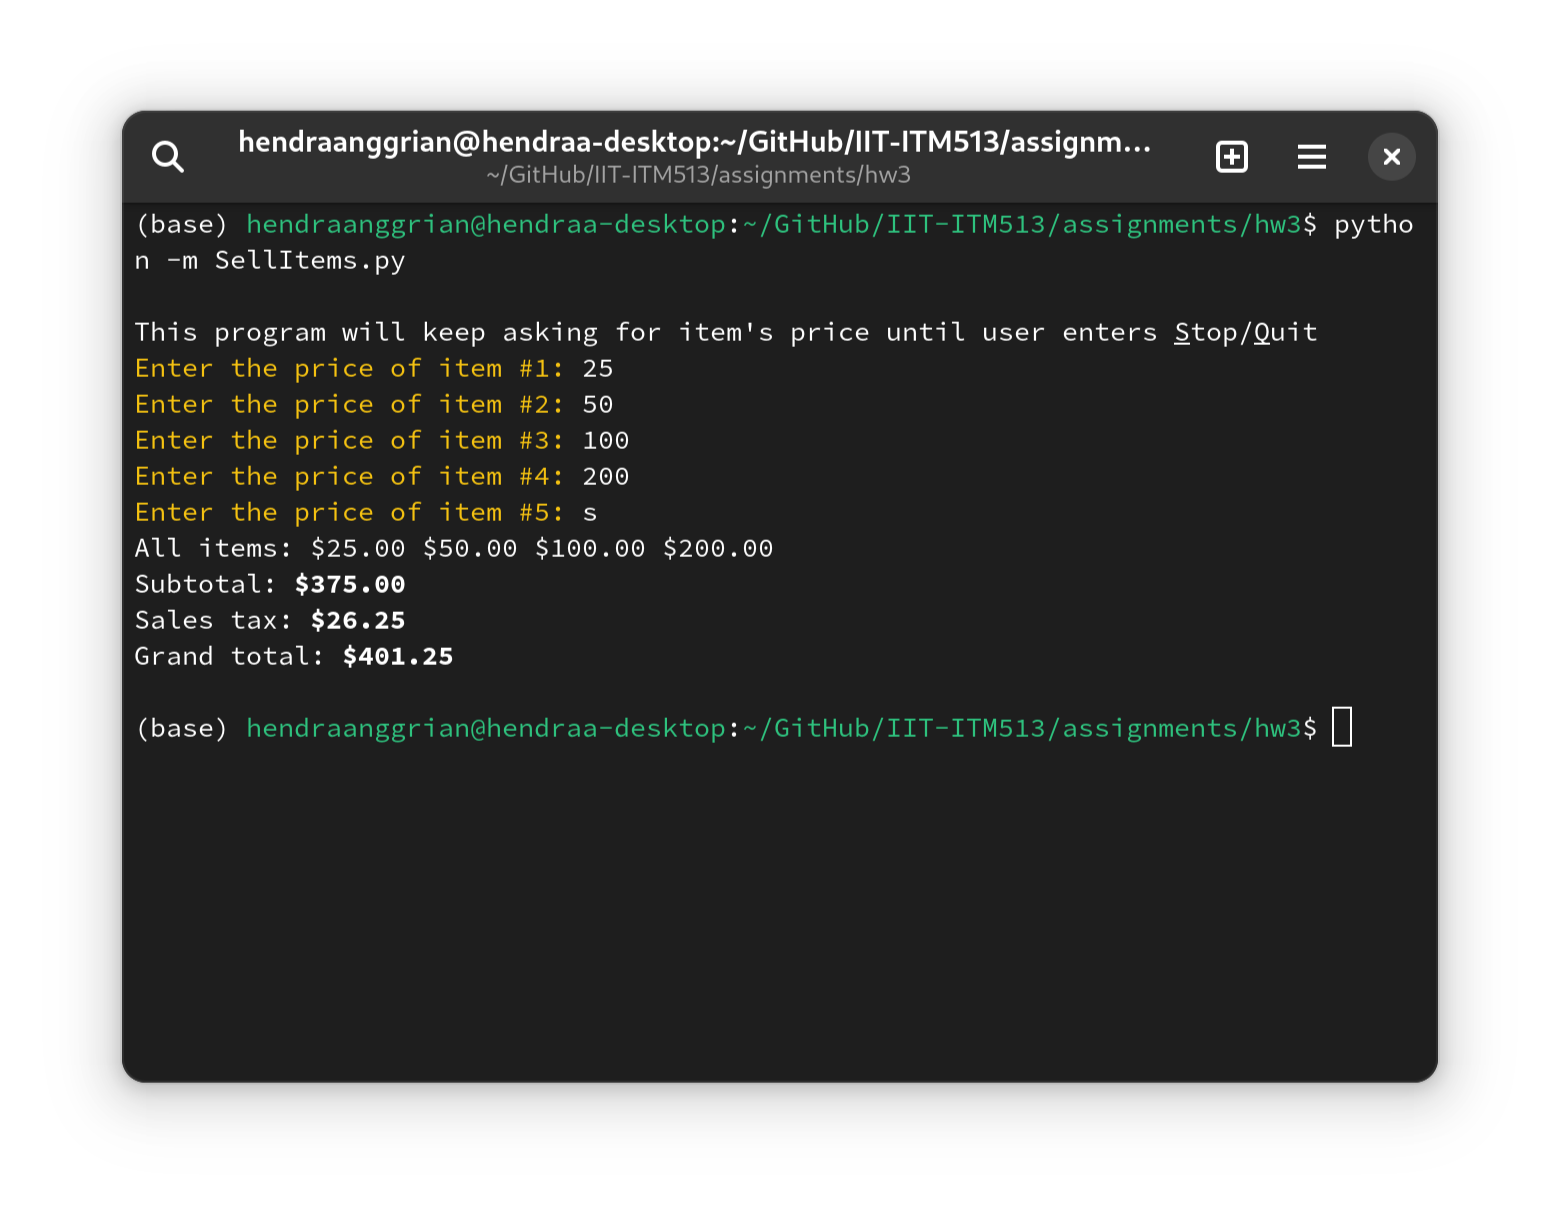 hendraanggrian@hendraa-desktop:~/GitHub/IIT-ITM513/assignm...
~/GitHub/IIT-ITM513/assignments/hw3
(base) hendraanggrian@hendraa-desktop:~/GitHub/IIT-ITM513/assignments/hw3$ pytho
n -m SellItems.py
This program will keep asking for item's price until user enters Stop/Quit
Enter the price of item #1: 25
Enter the price of item #2: 50
Enter the price of item #3: 100
Enter the price of item #4: 200
Enter the price of item #5: s
All items: $25.00 $50.00 $100.00 $200.00
Subtotal: $375.00
Sales tax: $26.25
Grand total: $401.25
(base) hendraanggrian@hendraa-desktop:~/GitHub/IIT-ITM513/assignments/hw3$